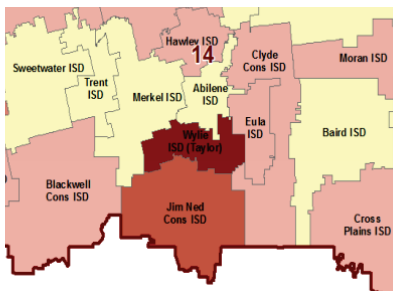 Hawley ISD
14
Clyde
Cons ISD
Moran ISD
Sweetwater ISD
Trent
ISD
Merkel ISD
Abilene
ISD
Eula
ISD
Baird ISD
Wylie
ISD (Taylor)
Blackwell
Cons ISD
Jim Ned
Cons ISD
Cross
Plains ISD